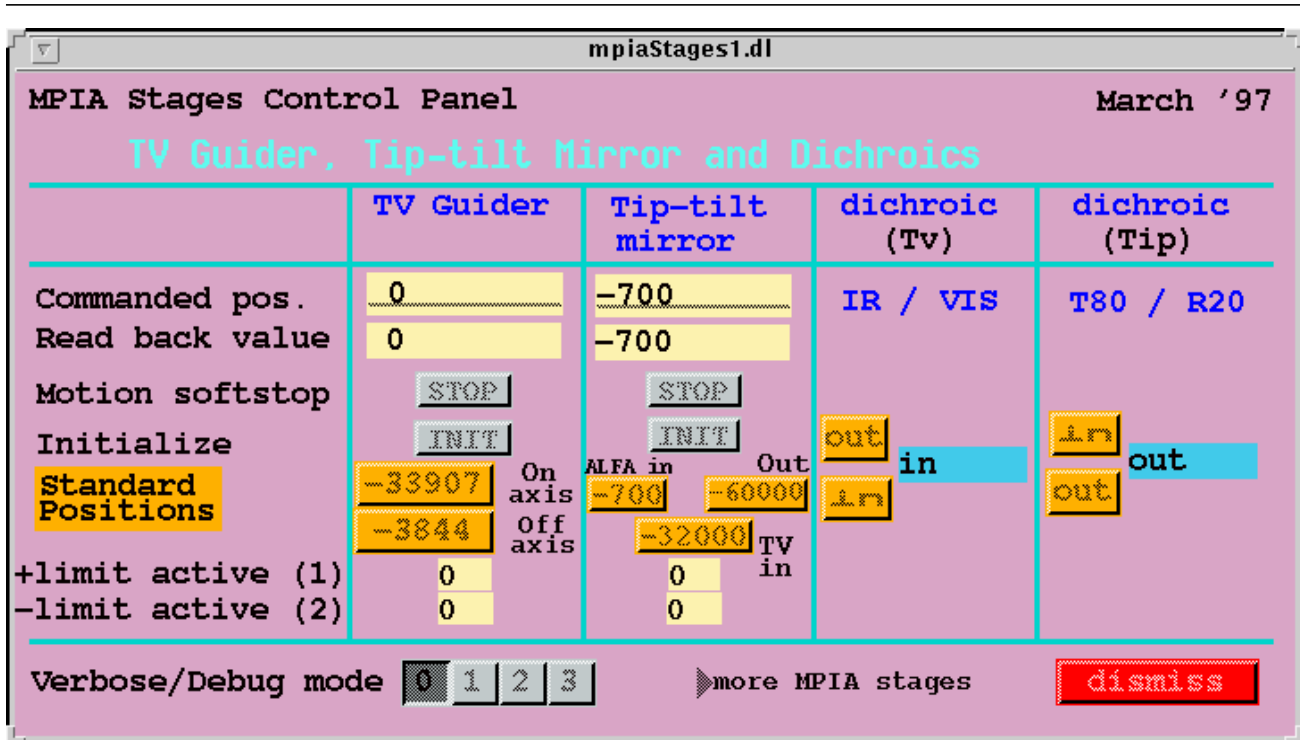 mpiaStages1.dl
MPIA Stages Control Panel March '97
TV Guider, Tip-tilt Mirror and Dichroics
TV Guider Tip-tilt mirror dichroic (Tv) dichroic (Tip)
Commanded pos. 0 -700 IR / VIS T80 / R20
Read back value 0 -700
Motion softstop STOP STOP
Initialize INIT INIT
Standard Positions
-33907 On axis
-3844 Off axis
ALFA in Out
-700 -60000
-32000 TV in
out in
in
in out
out
+limit active (1) 0 0
-limit active (2) 0 0
Verbose/Debug mode 0 1 2 3 more MPIA stages dismiss